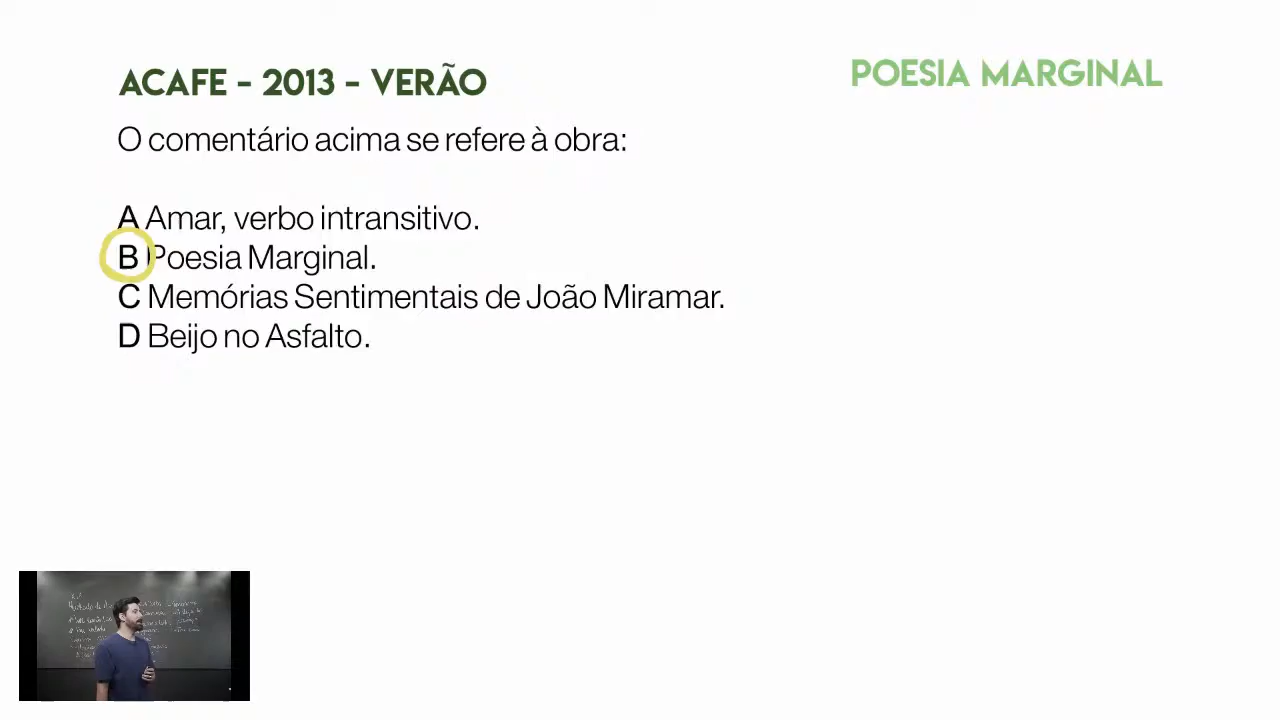 ACAFE - 2013 - VERÃO
POESIA MARGINAL
O comentário acima se refere à obra:
A Amar, verbo intransitivo.
B Poesia Marginal.
C Memórias Sentimentais de João Miramar.
D Beijo no Asfalto.